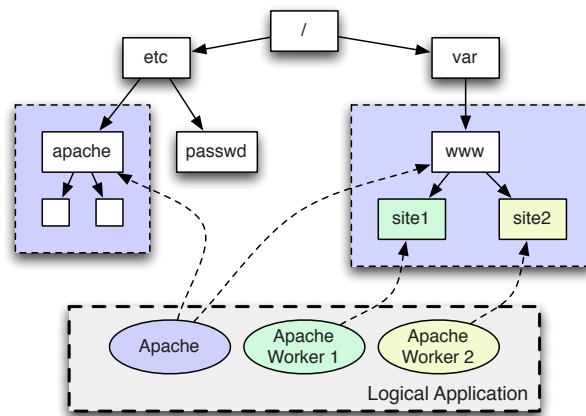 /
etc
var
apache
passwd
www
site1
site2
Apache
Apache
Worker 1
Apache
Worker 2
Logical Application